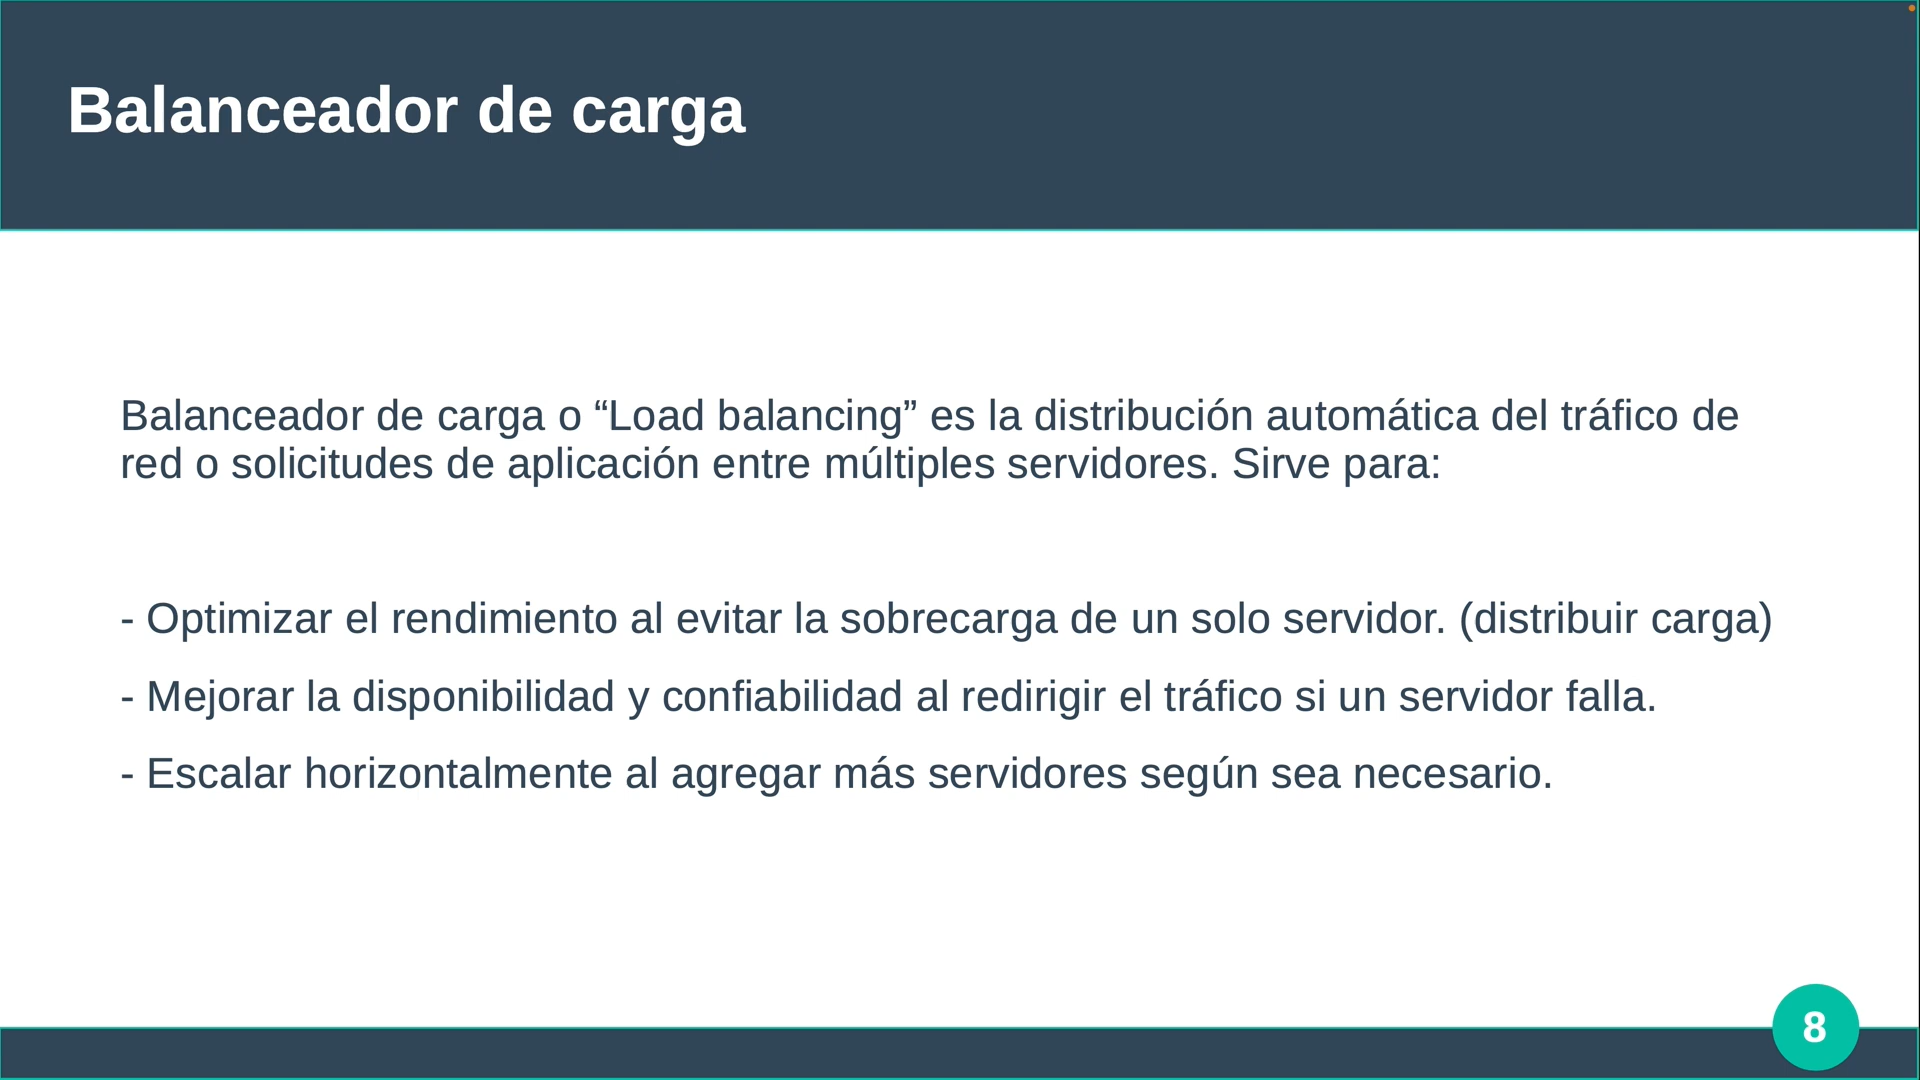 Balanceador de carga
Balanceador de carga o “Load balancing” es la distribución automática del tráfico de
red o solicitudes de aplicación entre múltiples servidores. Sirve para:
- Optimizar el rendimiento al evitar la sobrecarga de un solo servidor. (distribuir carga)
- Mejorar la disponibilidad y confiabilidad al redirigir el tráfico si un servidor falla.
- Escalar horizontalmente al agregar más servidores según sea necesario.
8